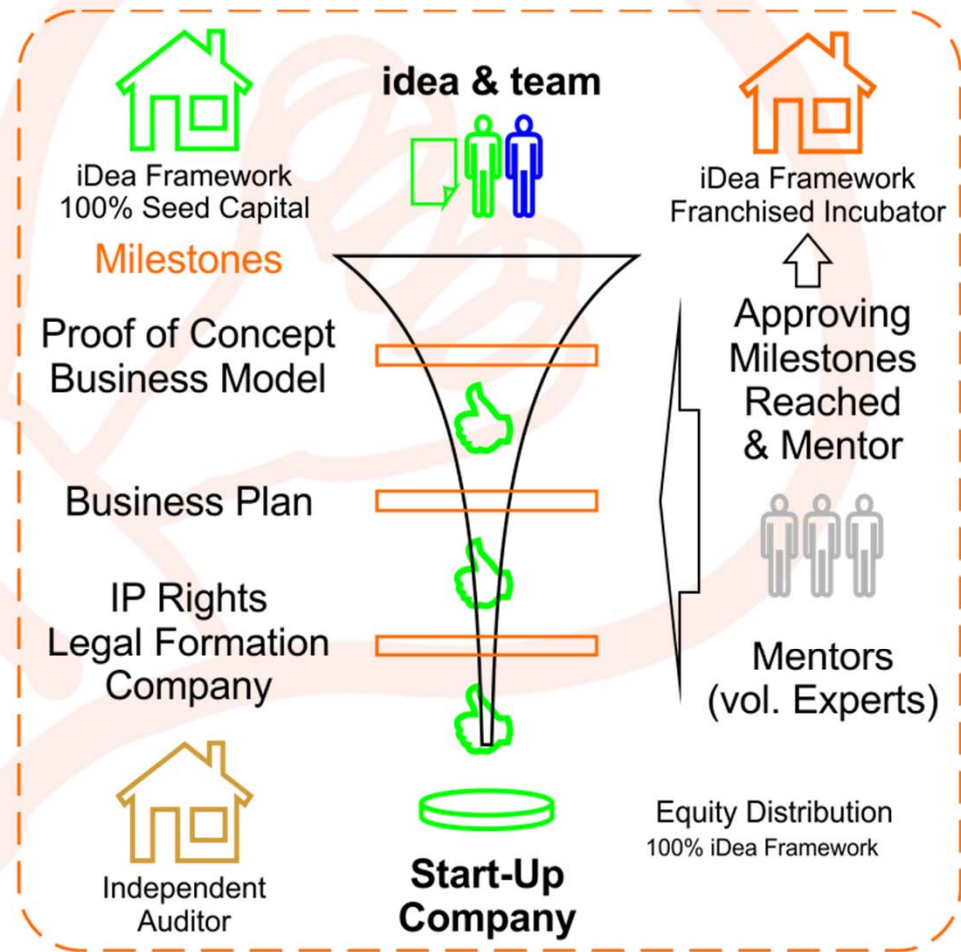 idea & team
iDea Framework
100% Seed Capital
iDea Framework
Franchised Incubator
Milestones
Proof of Concept
Business Model
Business Plan
IP Rights
Legal Formation
Company
Approving
Milestones
Reached
& Mentor
Mentors
(vol. Experts)
Independent
Auditor
Start-Up
Company
Equity Distribution
100% iDea Framework